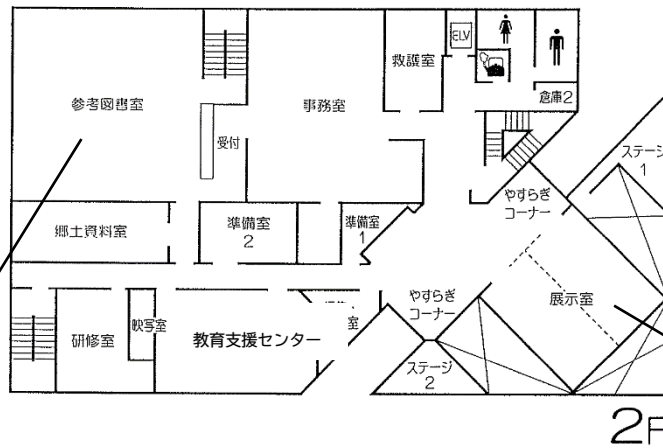 ELV
救護室
参考図書室
事務室
倉庫2
受付
ステージ
1
やすらぎ
コーナー
郷土資料室
準備室
2
準備室
1
やすらぎ
コーナー
展示室
映写室
研修室
教育支援センター
室
ステージ
2
2F